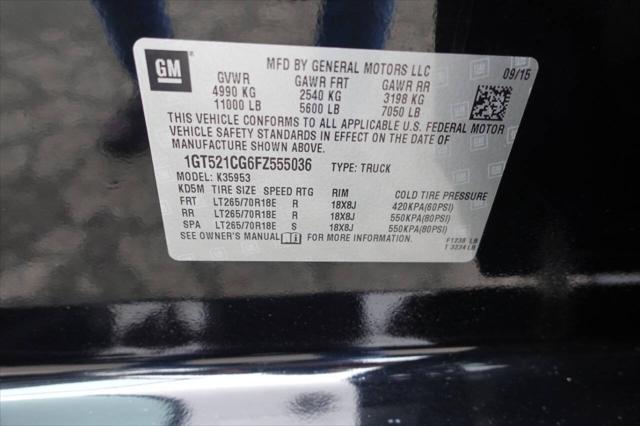 GM
MFD BY GENERAL MOTORS LLC 09/15
GVWR GAWR FRT GAWR RR
4990 KG 2540 KG 3198 KG
11000 LB 5600 LB 7050 LB
THIS VEHICLE CONFORMS TO ALL APPLICABLE U.S. FEDERAL MOTOR
VEHICLE SAFETY STANDARDS IN EFFECT ON THE DATE OF
MANUFACTURE SHOWN ABOVE.
1GT521CG6FZ555036 TYPE: TRUCK
MODEL: K35953
KD5M TIRE SIZE SPEED RTG RIM COLD TIRE PRESSURE
FRT LT265/70R18E R 18X8J 420KPA(60PSI)
RR LT265/70R18E R 18X8J 550KPA(80PSI)
SPA LT265/70R18E S 18X8J 550KPA(80PSI)
SEE OWNER'S MANUAL FOR MORE INFORMATION. F1238 LB
T 3234 LB